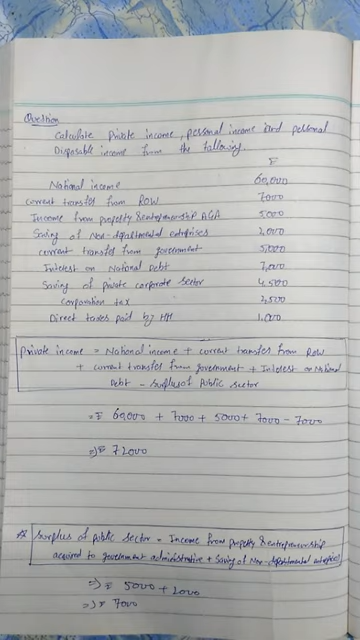 Question
Calculate Private income, personal income and personal
Disposable income from the following.
₹
National income 60,000
current transfer from ROW 7000
Income from property & entrepreneurship AGA 5000
Saving of Non-departmental enterprises 2,000
current transfer from government 5,000
Interest on National Debt 7,000
Saving of private corporate sector 4,500
Corporation tax 2,500
Direct taxes paid by HH 1,000
Private income = National income + current transfer from ROW
+ current transfer from government + Interest on National
Debt - surplus of Public sector
=₹ 60,000 + 7000 + 5000 + 7000 - 7000
=)₹ 72000
Surplus of public sector = Income from property & entrepreneurship
acquired to government administrative + Saving of Non-departmental enterprises
=) ₹ 5000 + 2000
=) ₹ 7000